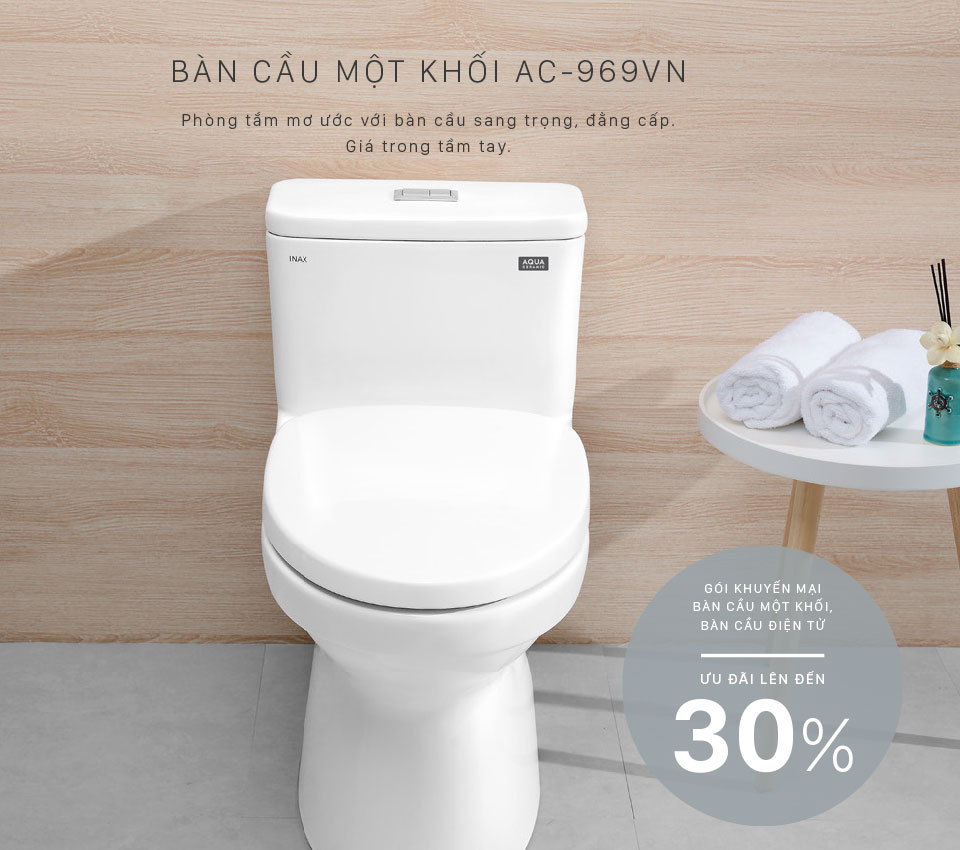 BÀN CẦU MỘT KHỐI AC-969VN
Phòng tắm mơ ước với bàn cầu sang trọng, đẳng cấp.
Giá trong tầm tay.
INAX
AQUA
CERAMIC
GÓI KHUYẾN MẠI
BÀN CẦU MỘT KHỐI,
BÀN CẦU ĐIỆN TỬ
ƯU ĐÃI LÊN ĐẾN
30%